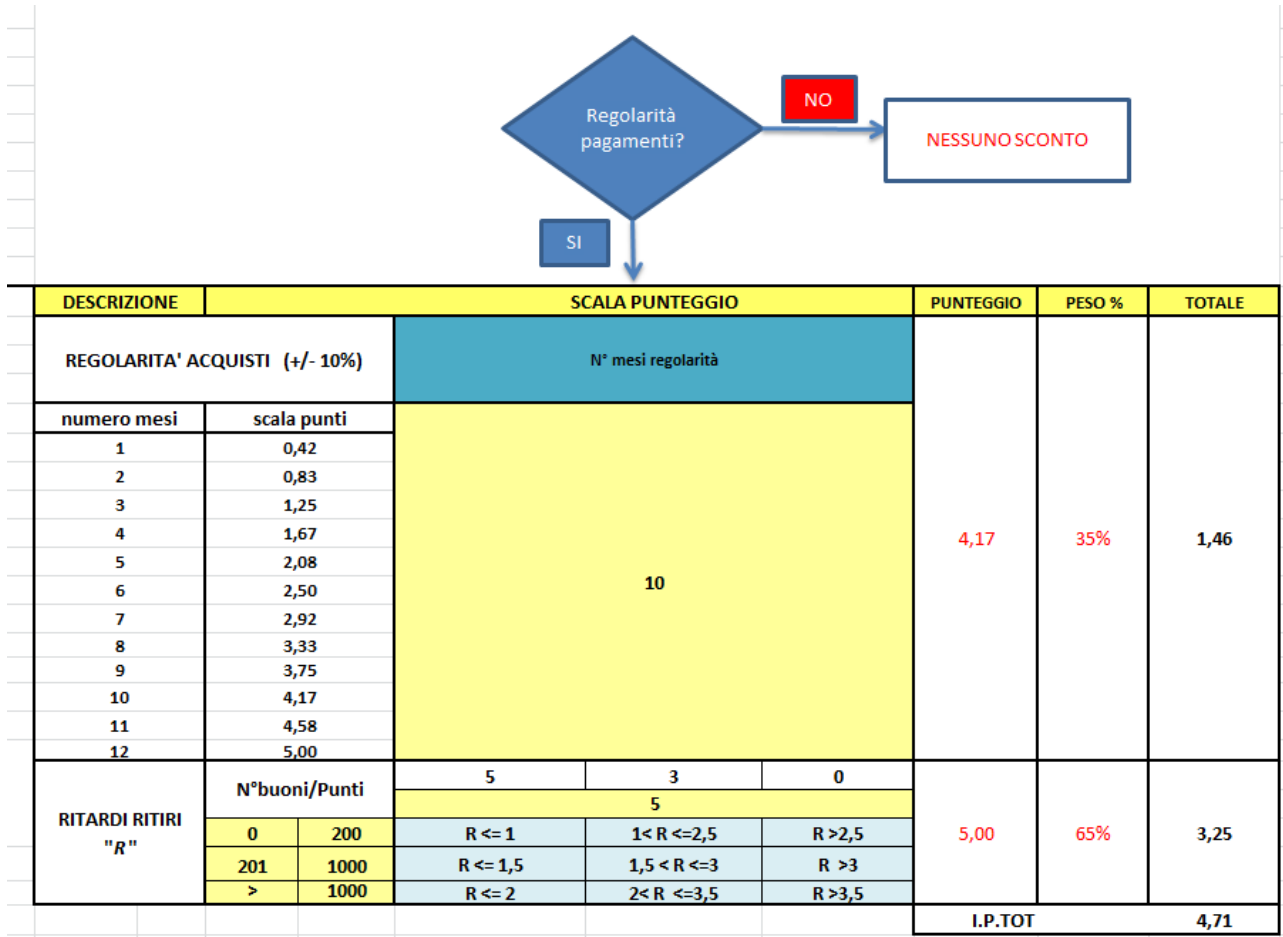 Regolarità
pagamenti?
NO
NESSUNO SCONTO
SI
DESCRIZIONE SCALA PUNTEGGIO PUNTEGGIO PESO % TOTALE
REGOLARITA' ACQUISTI (+/- 10%) N° mesi regolarità
numero mesi scala punti
1 0,42
2 0,83
3 1,25
4 1,67
5 2,08
6 2,50
7 2,92
8 3,33
9 3,75
10 4,17
11 4,58
12 5,00
10
4,17 35% 1,46
RITARDI RITIRI
"R"
N°buoni/Punti 5 3 0
5
0 200 R <= 1 1< R <=2,5 R >2,5
201 1000 R <= 1,5 1,5 < R <=3 R >3
> 1000 R <= 2 2< R <=3,5 R >3,5
5,00 65% 3,25
I.P.TOT 4,71